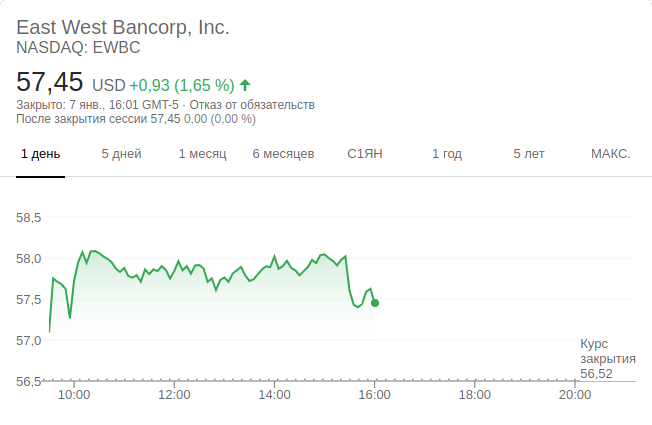 East West Bancorp, Inc.
NASDAQ: EWBC
57,45 USD +0,93 (1,65 %)
Закрыто: 7 янв., 16:01 GMT-5 · Отказ от обязательств
После закрытия сессии 57,45 0,00 (0,00 %)
1 день 5 дней 1 месяц 6 месяцев С1ЯН 1 год 5 лет МАКС.
58,5
58,0
57,5
57,0
Курс
закрытия
56,52
56,5
10:00 12:00 14:00 16:00 18:00 20:00